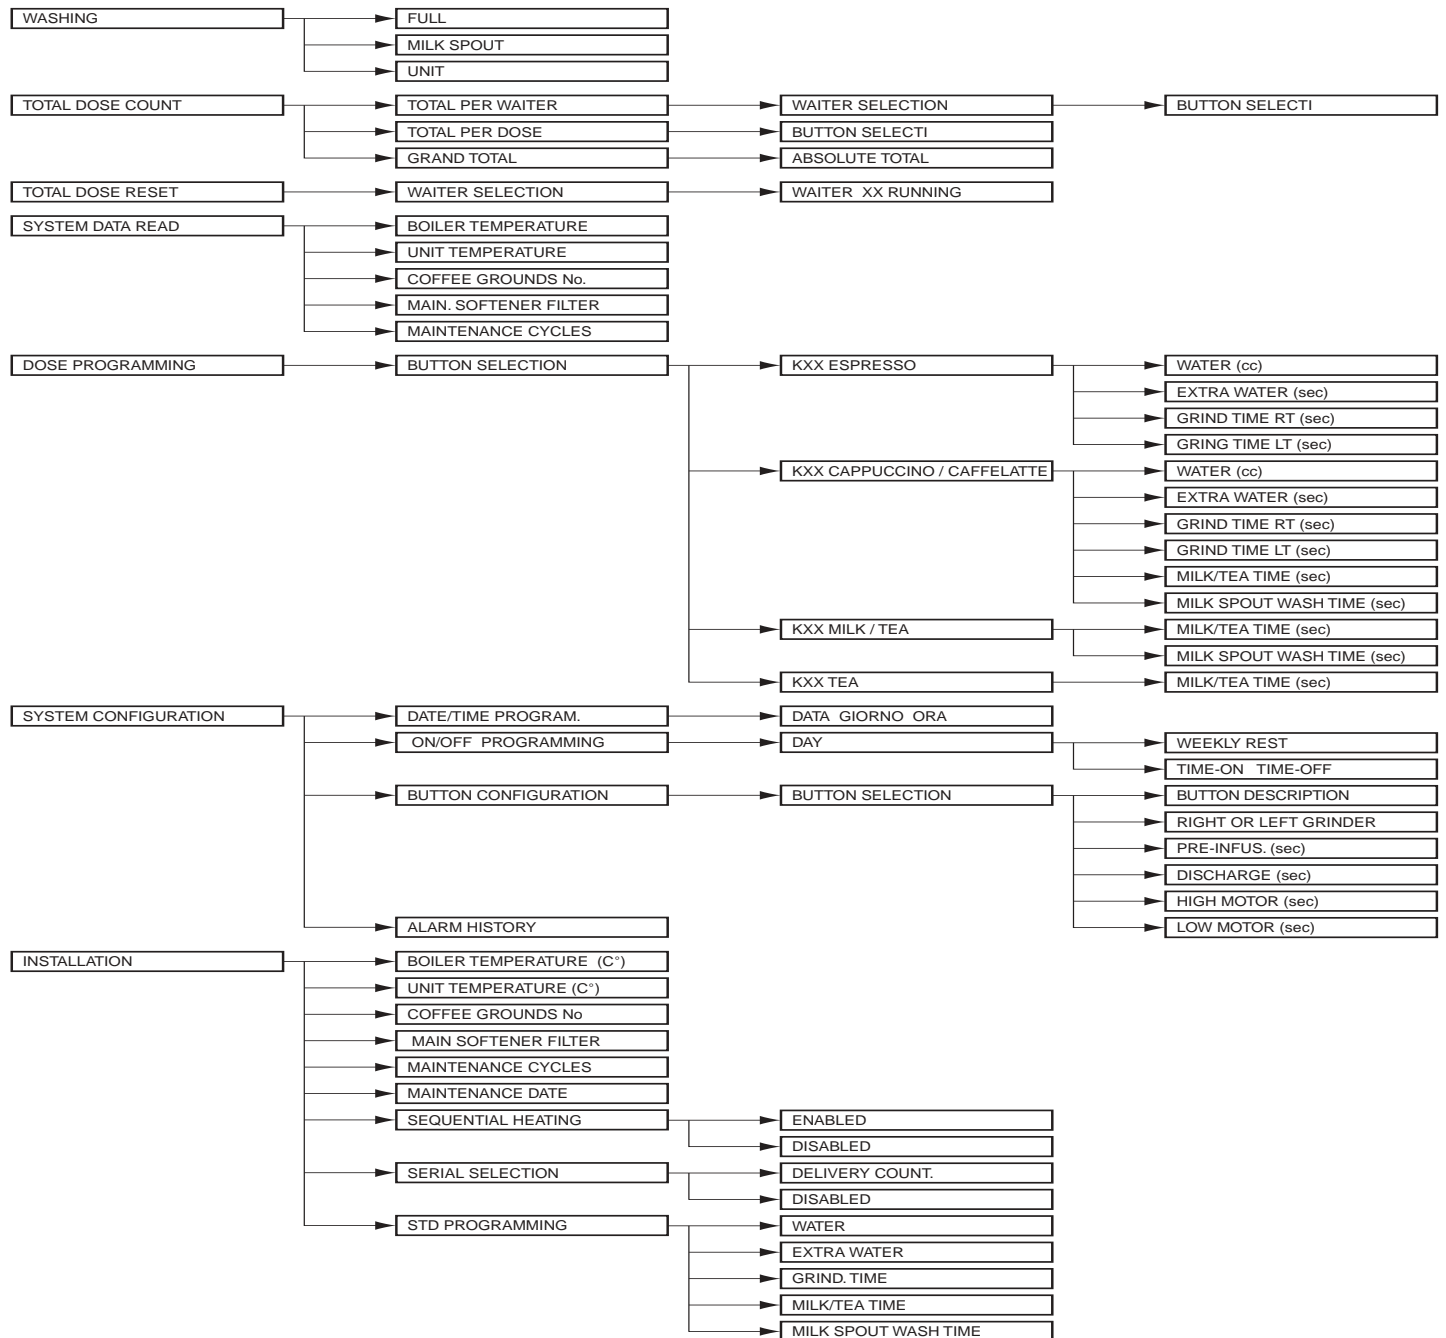 WASHING
FULL
MILK SPOUT
UNIT
TOTAL DOSE COUNT
TOTAL PER WAITER
WAITER SELECTION
BUTTON SELECTI
TOTAL PER DOSE
BUTTON SELECTI
GRAND TOTAL
ABSOLUTE TOTAL
TOTAL DOSE RESET
WAITER SELECTION
WAITER XX RUNNING
SYSTEM DATA READ
BOILER TEMPERATURE
UNIT TEMPERATURE
COFFEE GROUNDS No.
MAIN. SOFTENER FILTER
MAINTENANCE CYCLES
DOSE PROGRAMMING
BUTTON SELECTION
KXX ESPRESSO
WATER (cc)
EXTRA WATER (sec)
GRIND TIME RT (sec)
GRING TIME LT (sec)
KXX CAPPUCCINO / CAFFELATTE
WATER (cc)
EXTRA WATER (sec)
GRIND TIME RT (sec)
GRIND TIME LT (sec)
MILK/TEA TIME (sec)
MILK SPOUT WASH TIME (sec)
KXX MILK / TEA
MILK/TEA TIME (sec)
MILK SPOUT WASH TIME (sec)
KXX TEA
MILK/TEA TIME (sec)
SYSTEM CONFIGURATION
DATE/TIME PROGRAM.
DATA GIORNO ORA
ON/OFF PROGRAMMING
DAY
WEEKLY REST
TIME-ON TIME-OFF
BUTTON CONFIGURATION
BUTTON SELECTION
BUTTON DESCRIPTION
RIGHT OR LEFT GRINDER
PRE-INFUS. (sec)
DISCHARGE (sec)
HIGH MOTOR (sec)
LOW MOTOR (sec)
ALARM HISTORY
INSTALLATION
BOILER TEMPERATURE (C°)
UNIT TEMPERATURE (C°)
COFFEE GROUNDS No
MAIN SOFTENER FILTER
MAINTENANCE CYCLES
MAINTENANCE DATE
SEQUENTIAL HEATING
ENABLED
DISABLED
SERIAL SELECTION
DELIVERY COUNT.
DISABLED
STD PROGRAMMING
WATER
EXTRA WATER
GRIND. TIME
MILK/TEA TIME
MILK SPOUT WASH TIME